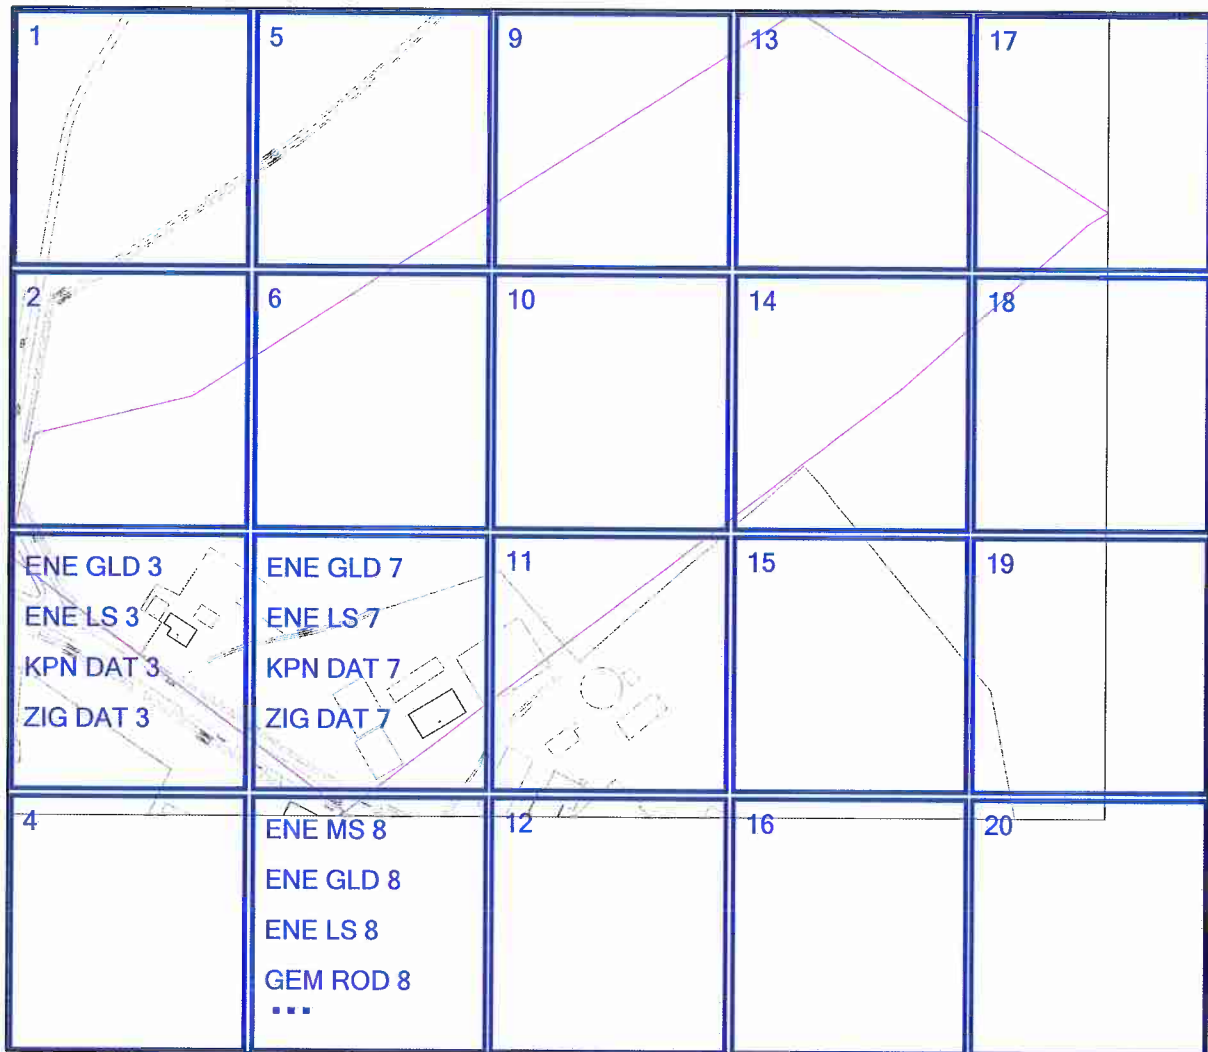 1
5
9
13
17
2
6
10
14
18
ENE GLD 3
ENE LS 3
KPN DAT 3
ZIG DAT 3
ENE GLD 7
ENE LS 7
KPN DAT 7
ZIG DAT 7
11
15
19
4
ENE MS 8
ENE GLD 8
ENE LS 8
GEM ROD 8
...
12
16
20